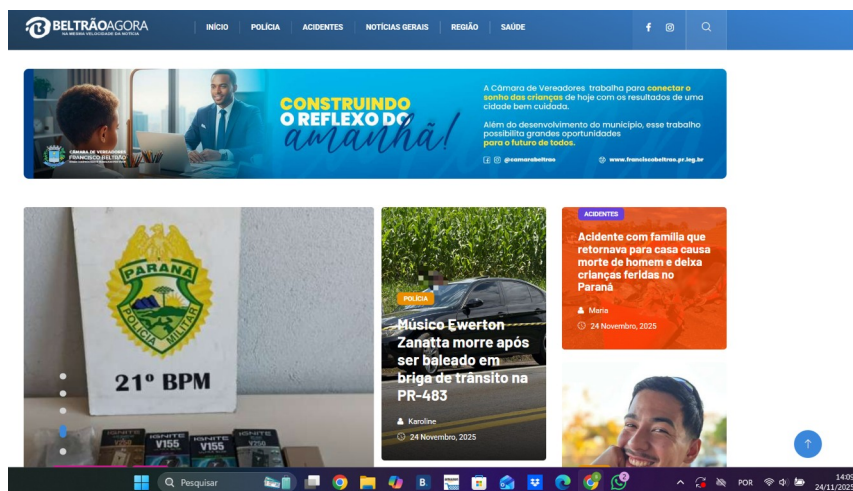 BELTRÃOAGORA
NA MESMA VELOCIDADE DA NOTÍCIA
INÍCIO
POLÍCIA
ACIDENTES
NOTÍCIAS GERAIS
REGIÃO
SAÚDE
CONSTRUINDO
O REFLEXO DO
amanhã!
CÂMARA DE VEREADORES
FRANCISCO BELTRÃO
A Câmara de Vereadores trabalha para conectar o
sonho das crianças de hoje com os resultados de uma
cidade bem cuidada.
Além do desenvolvimento do município, esse trabalho
possibilita grandes oportunidades
para o futuro de todos.
@camarabeltrao
www.franciscobeltrao.pr.leg.br
PARANÁ
POLÍCIA MILITAR
21º BPM
IGNITE
V250
IGNITE
V155
IGNITE
V155
IGNITE
V250
POLÍCIA
Músico Ewerton
Zanatta morre após
ser baleado em
briga de trânsito na
PR-483
Karoline
24 Novembro, 2025
ACIDENTES
Acidente com família que
retornava para casa causa
morte de homem e deixa
crianças feridas no
Paraná
Maria
24 Novembro, 2025
Pesquisar
POR
14:09
24/11/2025